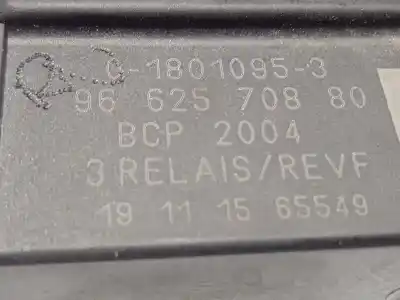 C-1801095-3
96 625 708 80
BCP 2004
3 RELAIS/REVF
19 11 15 65549